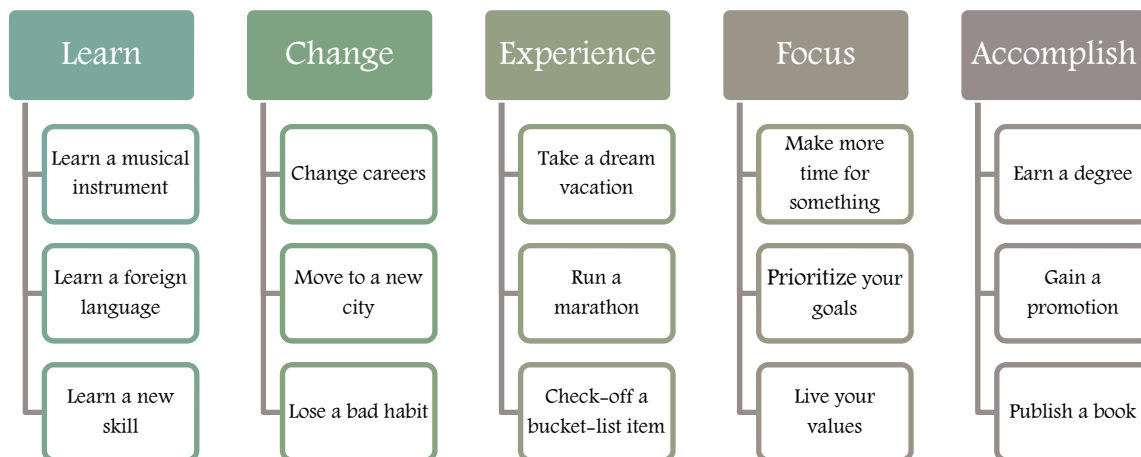 Learn
Learn a musical
instrument
Learn a foreign
language
Learn a new
skill
Change
Change careers
Move to a new
city
Lose a bad habit
Experience
Take a dream
vacation
Run a
marathon
Check-off a
bucket-list item
Focus
Make more
time for
something
Prioritize your
goals
Live your
values
Accomplish
Earn a degree
Gain a
promotion
Publish a book